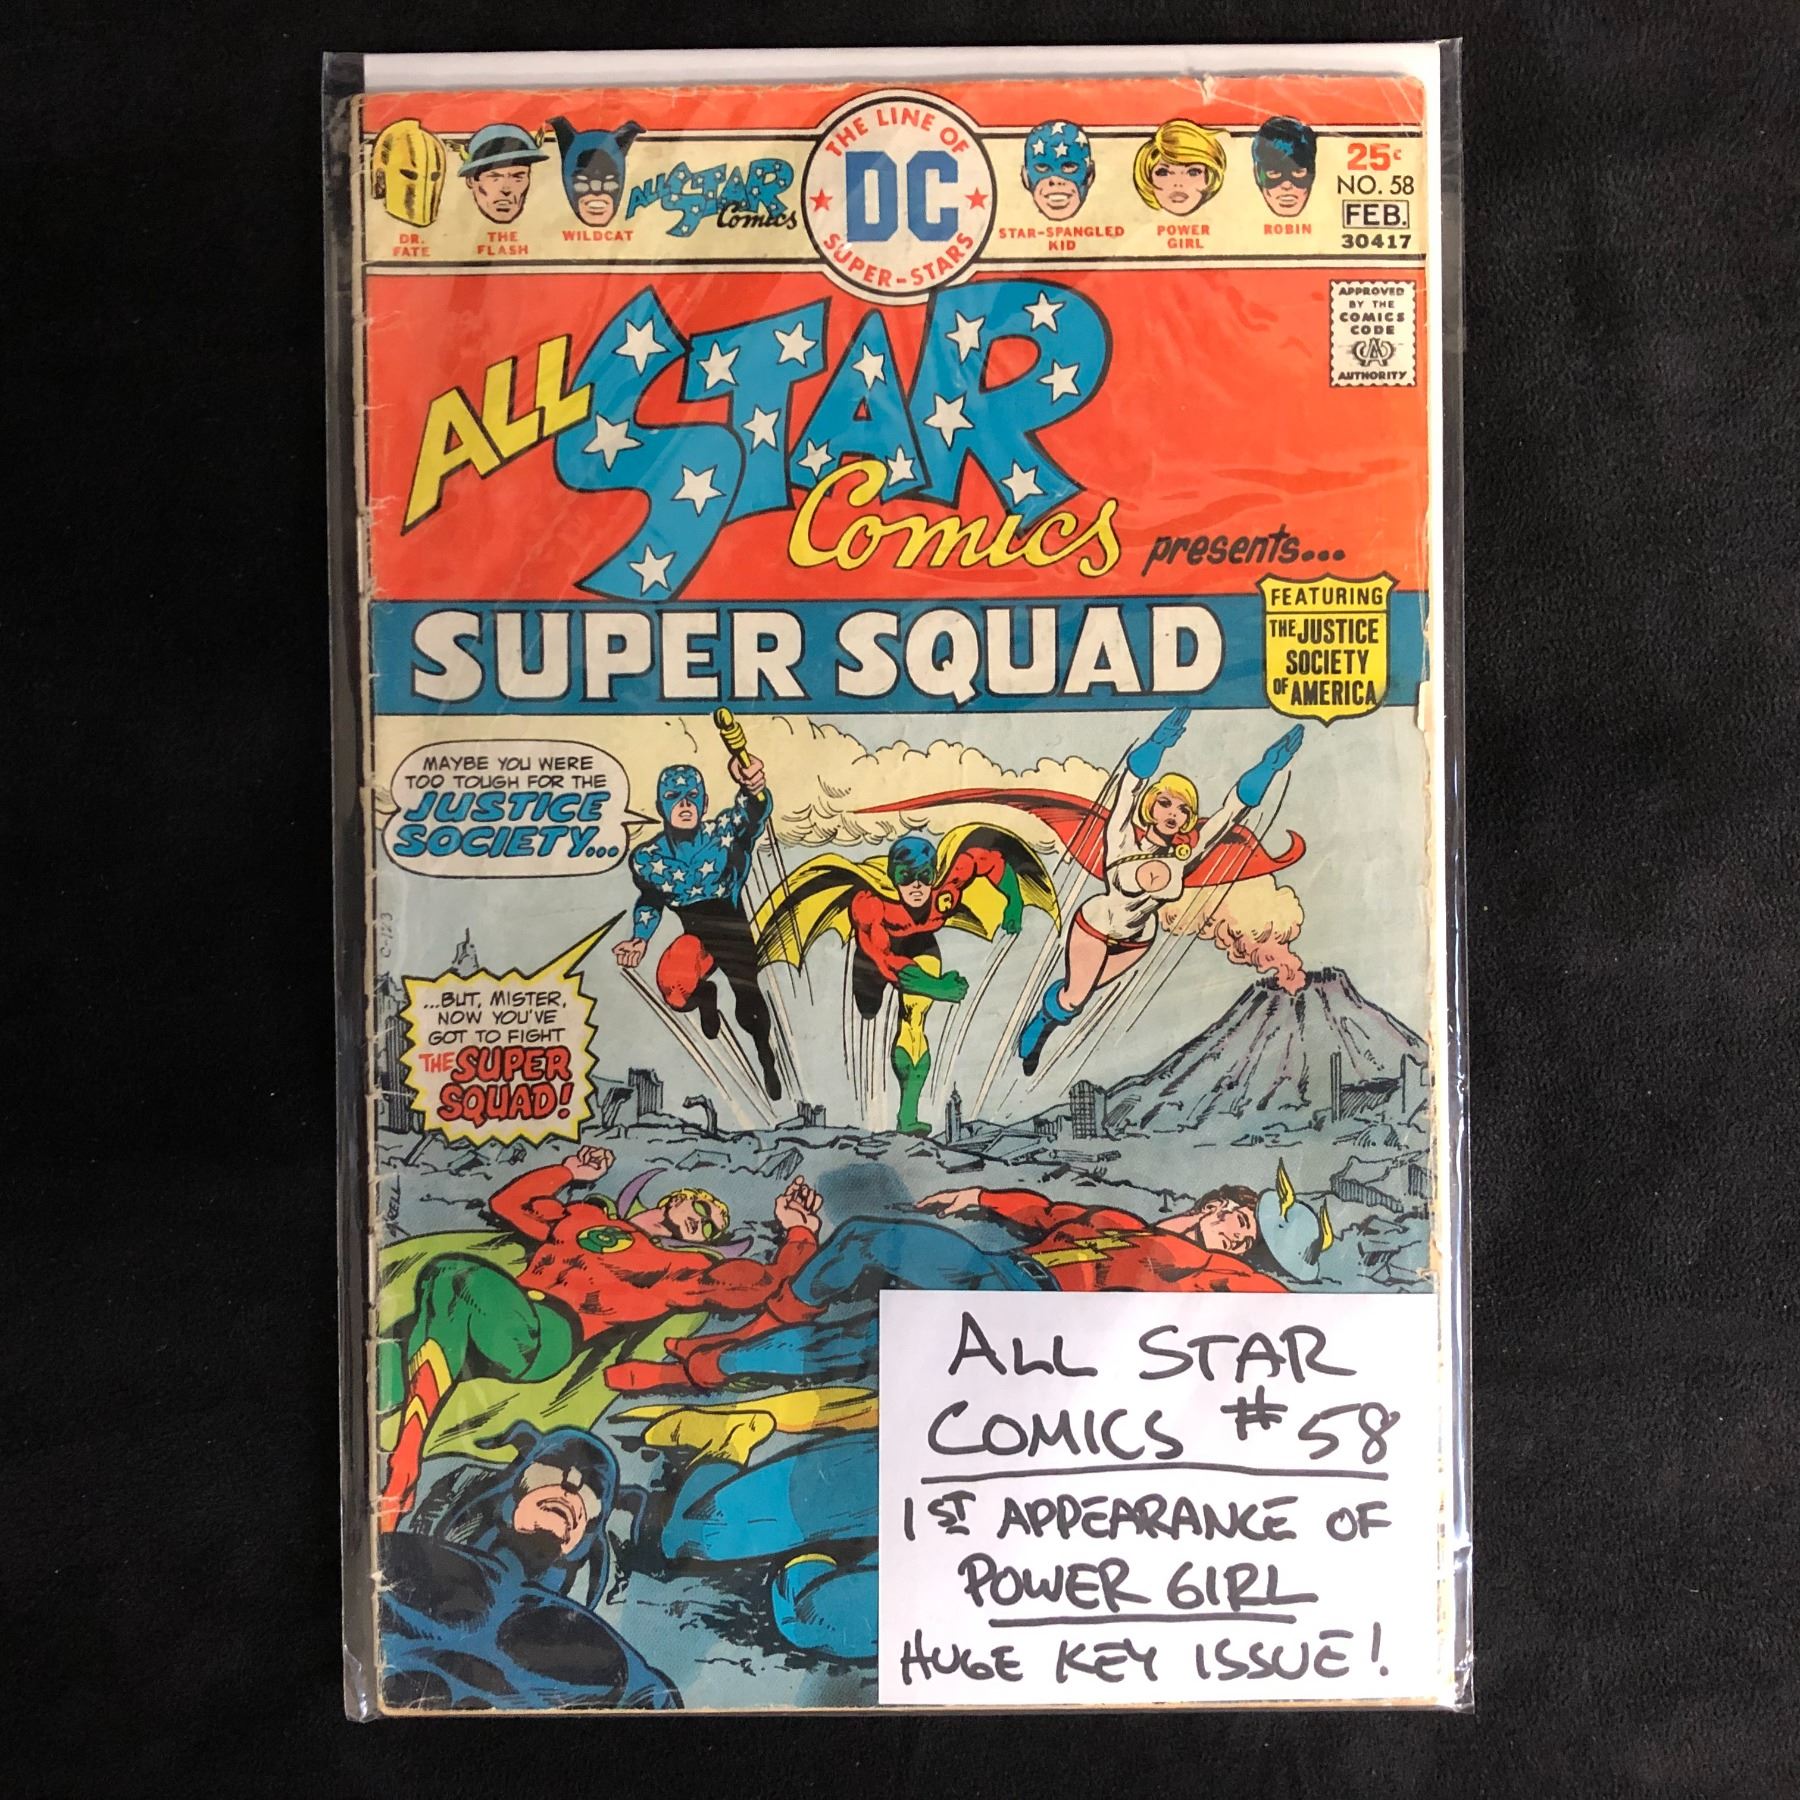 THE LINE OF
DC
SUPER-STARS
DR.
FATE
THE
FLASH
WILDCAT
ALL STAR
Comics
STAR-SPANGLED
KID
POWER
GIRL
ROBIN
25¢
NO. 58
FEB.
30417
APPROVED
BY THE
COMICS
CODE
CA
AUTHORITY
ALL STAR
Comics presents...
SUPER SQUAD
FEATURING
THE JUSTICE
SOCIETY
OF AMERICA
MAYBE YOU WERE
TOO TOUGH FOR THE
JUSTICE
SOCIETY...
R
C-123
...BUT, MISTER,
NOW YOU'VE
GOT TO FIGHT
THE SUPER
SQUAD!
GRELL
ALL STAR
COMICS #58
1ST APPEARANCE OF
POWER GIRL
HUGE KEY ISSUE!